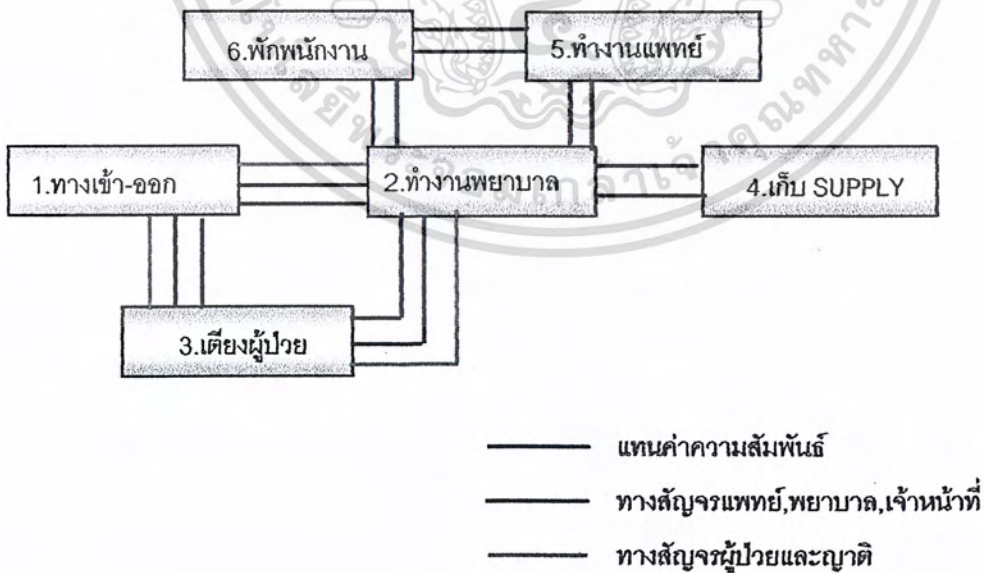 6.พักพนักงาน
5.ทำงานแพทย์
1.ทางเข้า-ออก
2.ทำงานพยาบาล
4.เก็บ SUPPLY
3.เตียงผู้ป่วย
แทนค่าความสัมพันธ์
ทางสัญจรแพทย์,พยาบาล,เจ้าหน้าที่
ทางสัญจรผู้ป่วยและญาติ